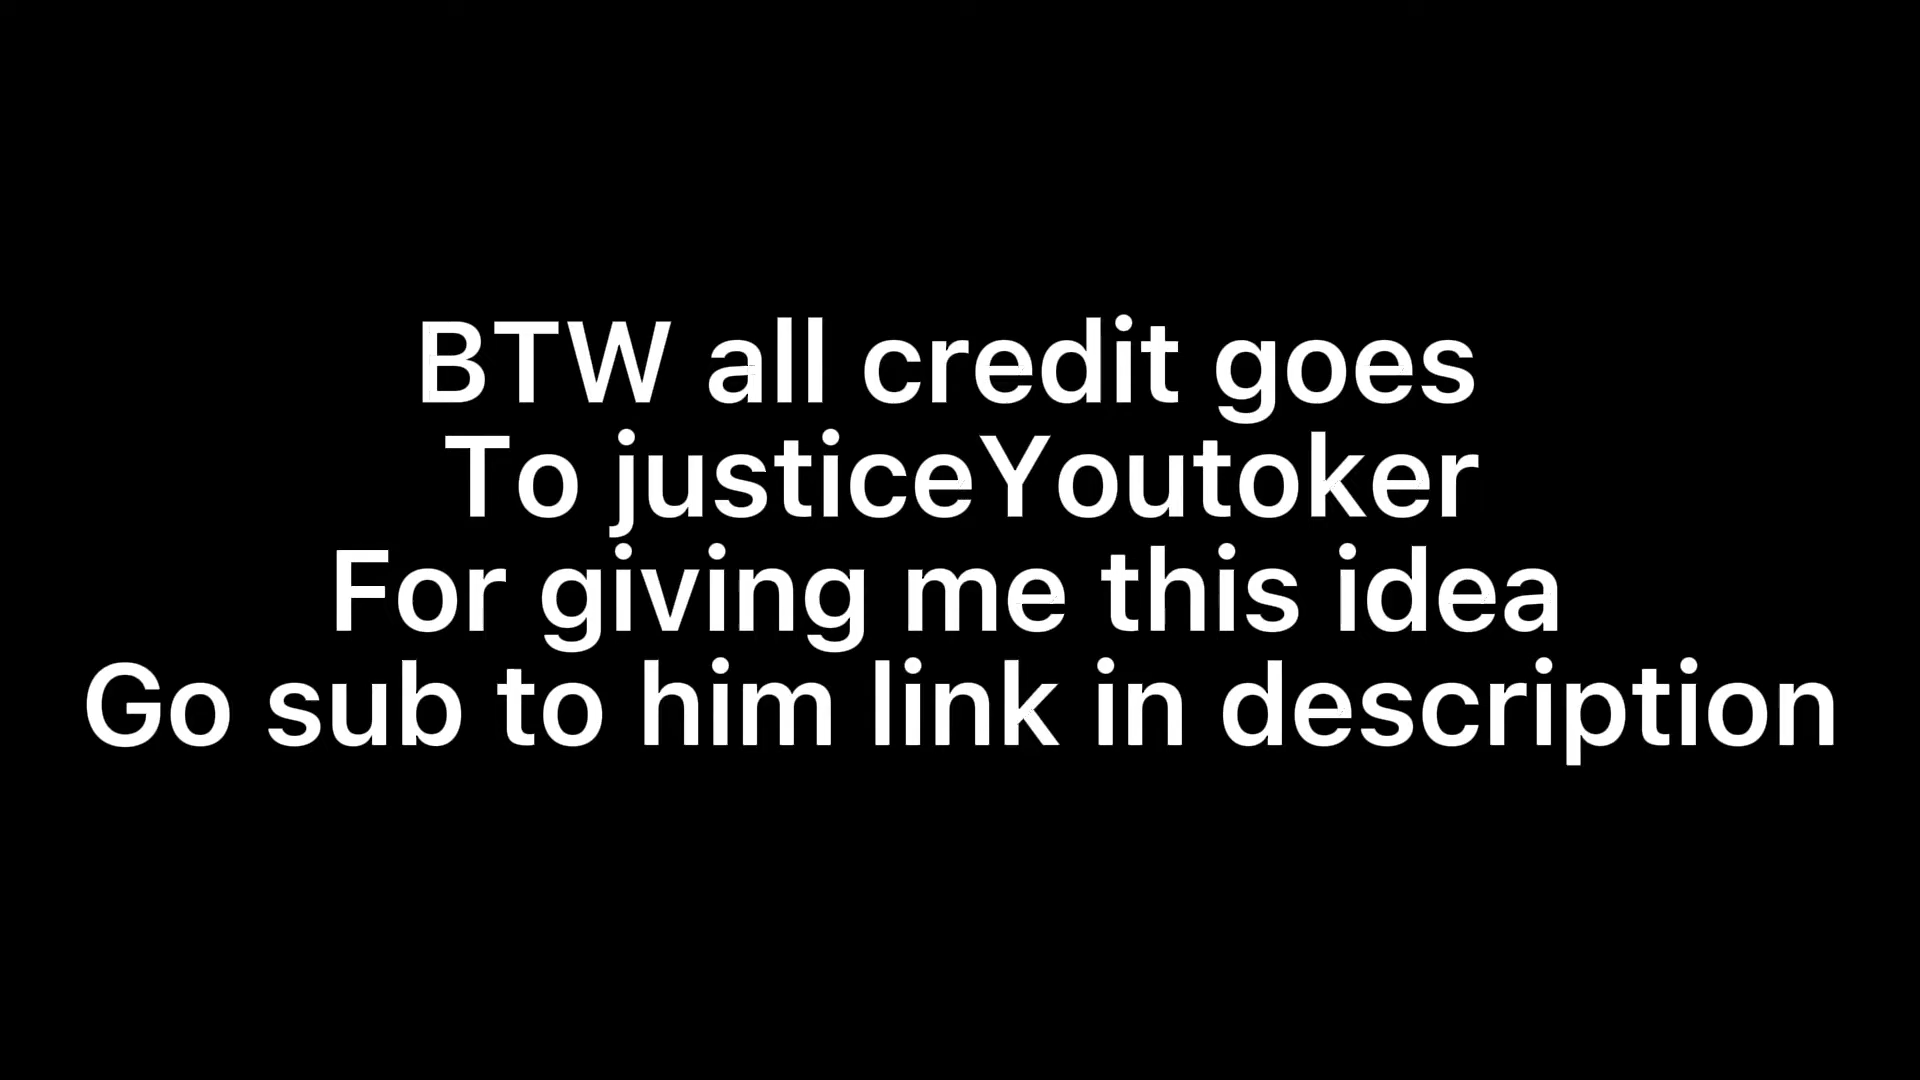 BTW all credit goes
To justiceYoutoker
For giving me this idea
Go sub to him link in description